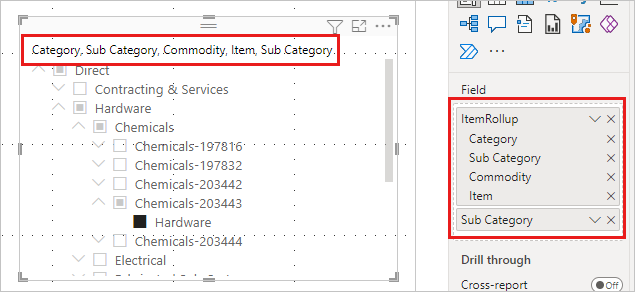 Category, Sub Category, Commodity, Item, Sub Category
Direct
Contracting & Services
Hardware
Chemicals
Chemicals-197816
Chemicals-197832
Chemicals-203442
Chemicals-203443
Hardware
Chemicals-203444
Electrical
Field
ItemRollup
Category
Sub Category
Commodity
Item
Sub Category
Drill through
Cross-report
Off